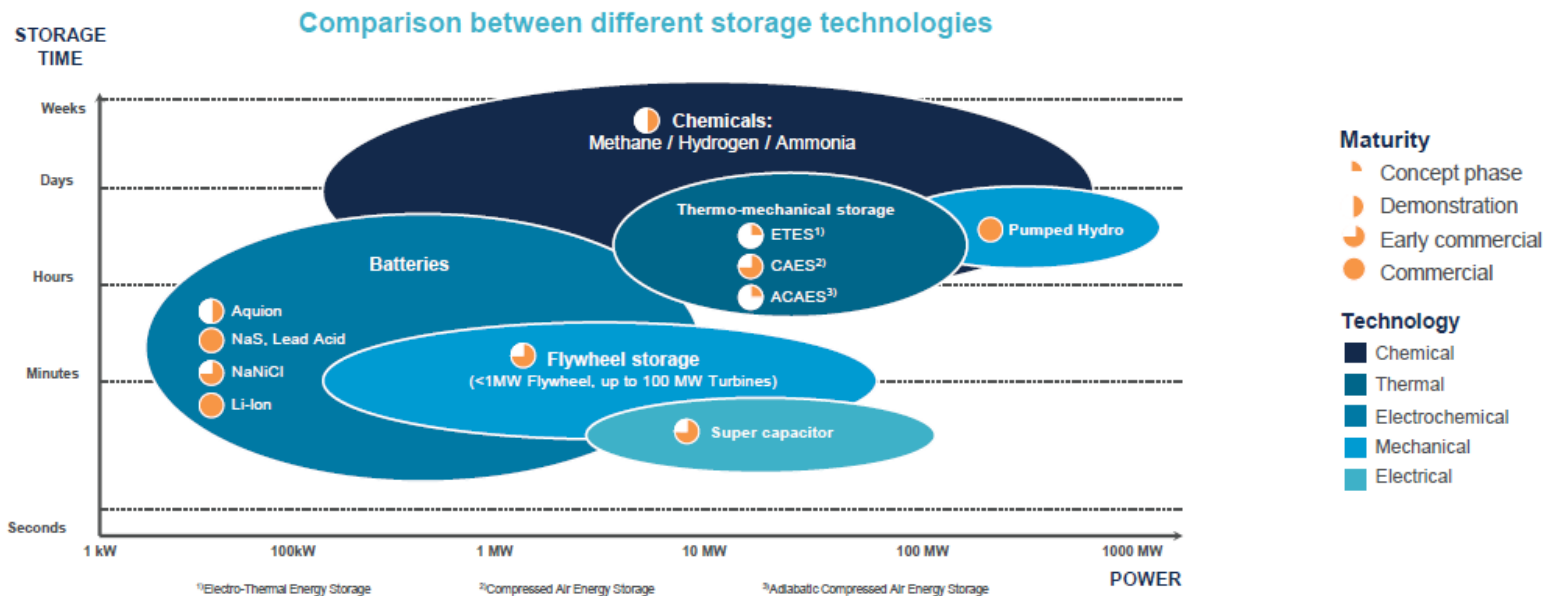 Comparison between different storage technologies
STORAGE
TIME
Weeks
Days
Hours
Minutes
Seconds
Chemicals:
Methane / Hydrogen / Ammonia
Thermo-mechanical storage
ETES1)
CAES2)
ACAES3)
Pumped Hydro
Batteries
Aquion
NaS, Lead Acid
NaNiCl
Li-Ion
Flywheel storage
(<1MW Flywheel, up to 100 MW Turbines)
Super capacitor
1 kW
100kW
1 MW
10 MW
100 MW
1000 MW
POWER
1)Electro-Thermal Energy Storage
2)Compressed Air Energy Storage
3)Adiabatic Compressed Air Energy Storage
Maturity
Concept phase
Demonstration
Early commercial
Commercial
Technology
Chemical
Thermal
Electrochemical
Mechanical
Electrical